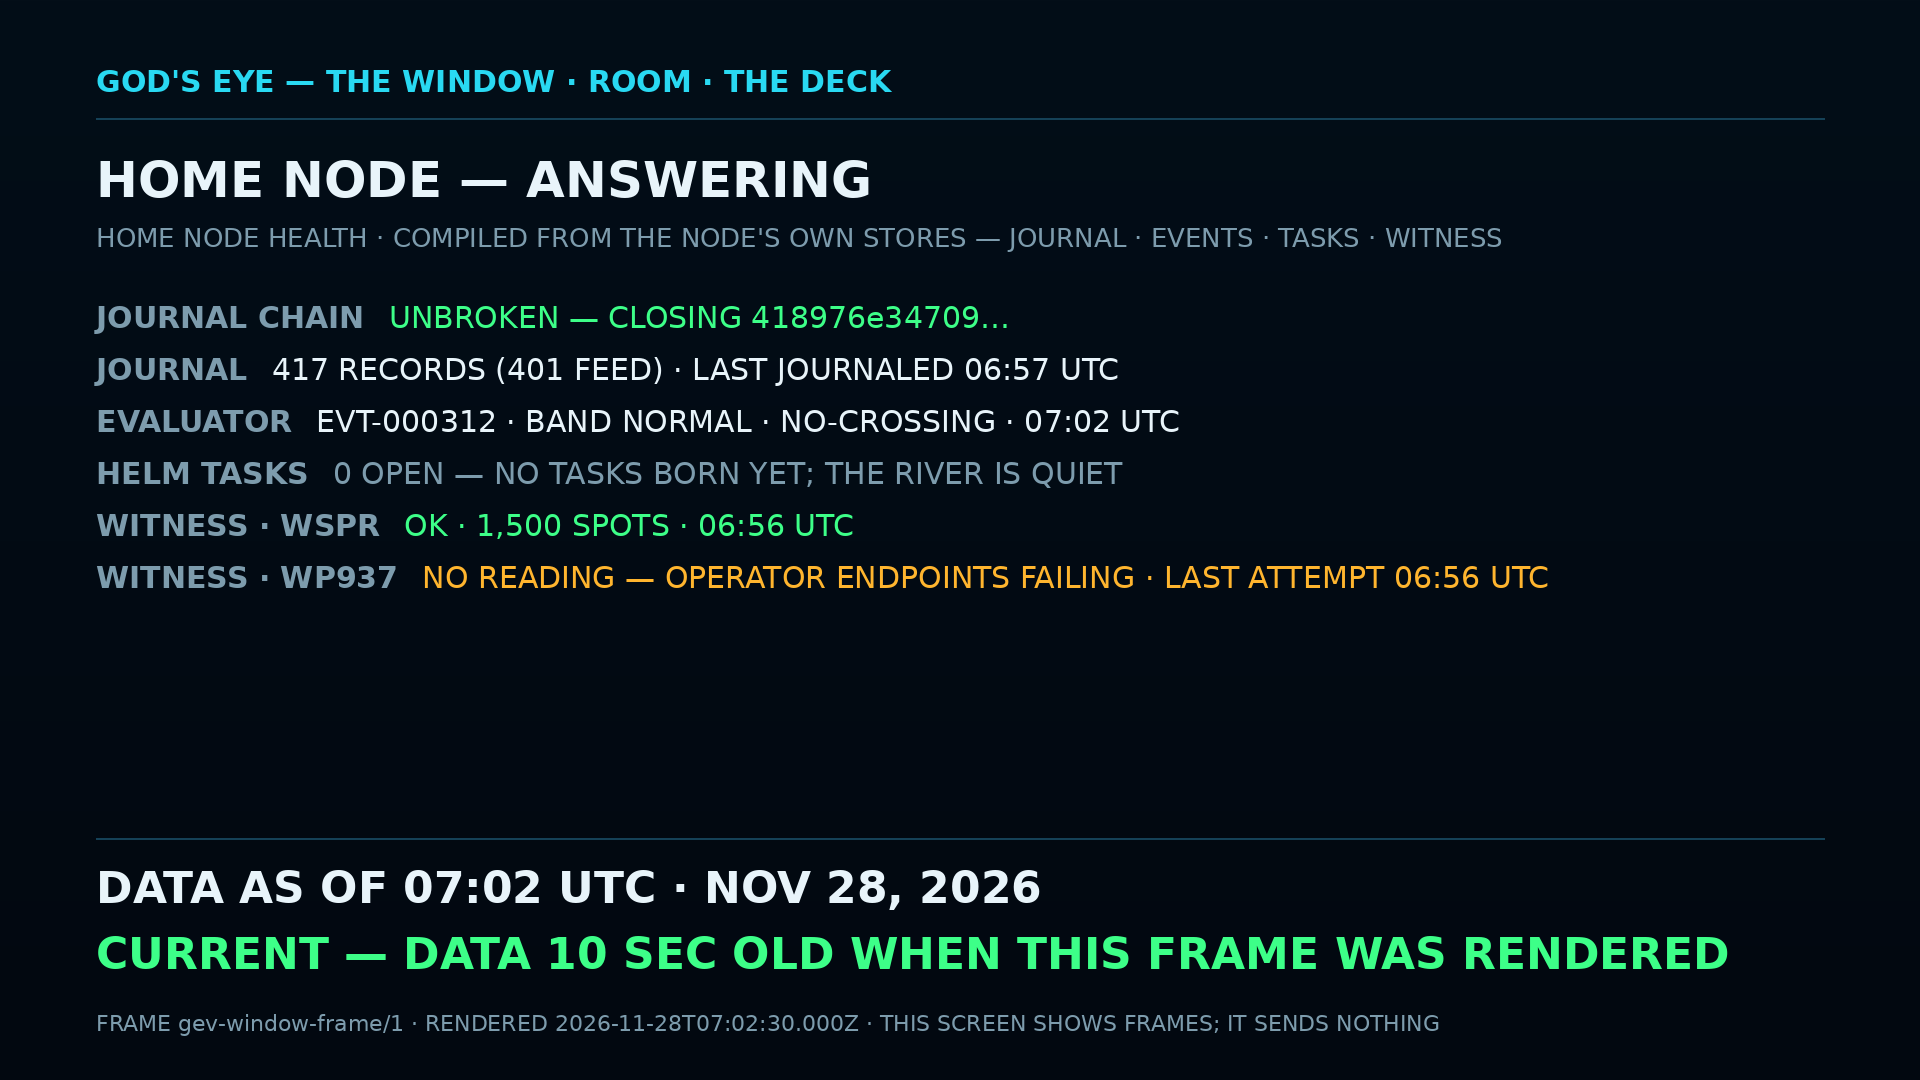 GOD'S EYE — THE WINDOW · ROOM · THE DECK
HOME NODE — ANSWERING
HOME NODE HEALTH · COMPILED FROM THE NODE'S OWN STORES — JOURNAL · EVENTS · TASKS · WITNESS
JOURNAL CHAIN UNBROKEN — CLOSING 418976e34709…
JOURNAL 417 RECORDS (401 FEED) · LAST JOURNALED 06:57 UTC
EVALUATOR EVT-000312 · BAND NORMAL · NO-CROSSING · 07:02 UTC
HELM TASKS 0 OPEN — NO TASKS BORN YET; THE RIVER IS QUIET
WITNESS · WSPR OK · 1,500 SPOTS · 06:56 UTC
WITNESS · WP937 NO READING — OPERATOR ENDPOINTS FAILING · LAST ATTEMPT 06:56 UTC
DATA AS OF 07:02 UTC · NOV 28, 2026
CURRENT — DATA 10 SEC OLD WHEN THIS FRAME WAS RENDERED
FRAME gev-window-frame/1 · RENDERED 2026-11-28T07:02:30.000Z · THIS SCREEN SHOWS FRAMES; IT SENDS NOTHING